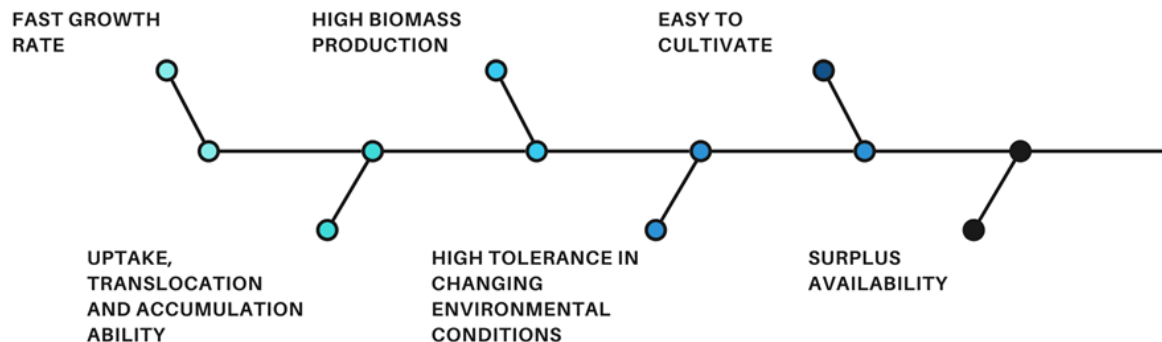 FAST GROWTH
RATE
HIGH BIOMASS
PRODUCTION
EASY TO
CULTIVATE
UPTAKE,
TRANSLOCATION
AND ACCUMULATION
ABILITY
HIGH TOLERANCE IN
CHANGING
ENVIRONMENTAL
CONDITIONS
SURPLUS
AVAILABILITY